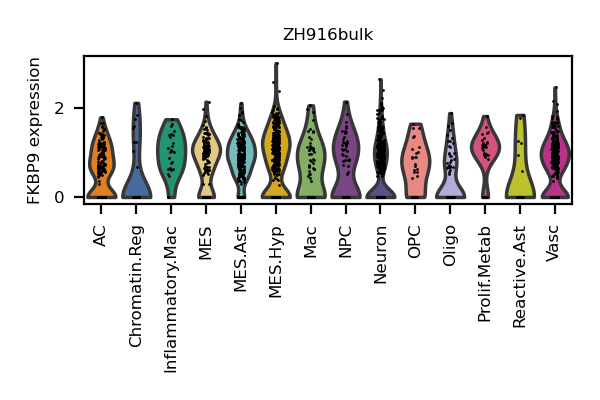 ZH916bulk
FKBP9 expression
2
0
AC
Chromatin.Reg
Inflammatory.Mac
MES
MES.Ast
MES.Hyp
Mac
NPC
Neuron
OPC
Oligo
Prolif.Metab
Reactive.Ast
Vasc